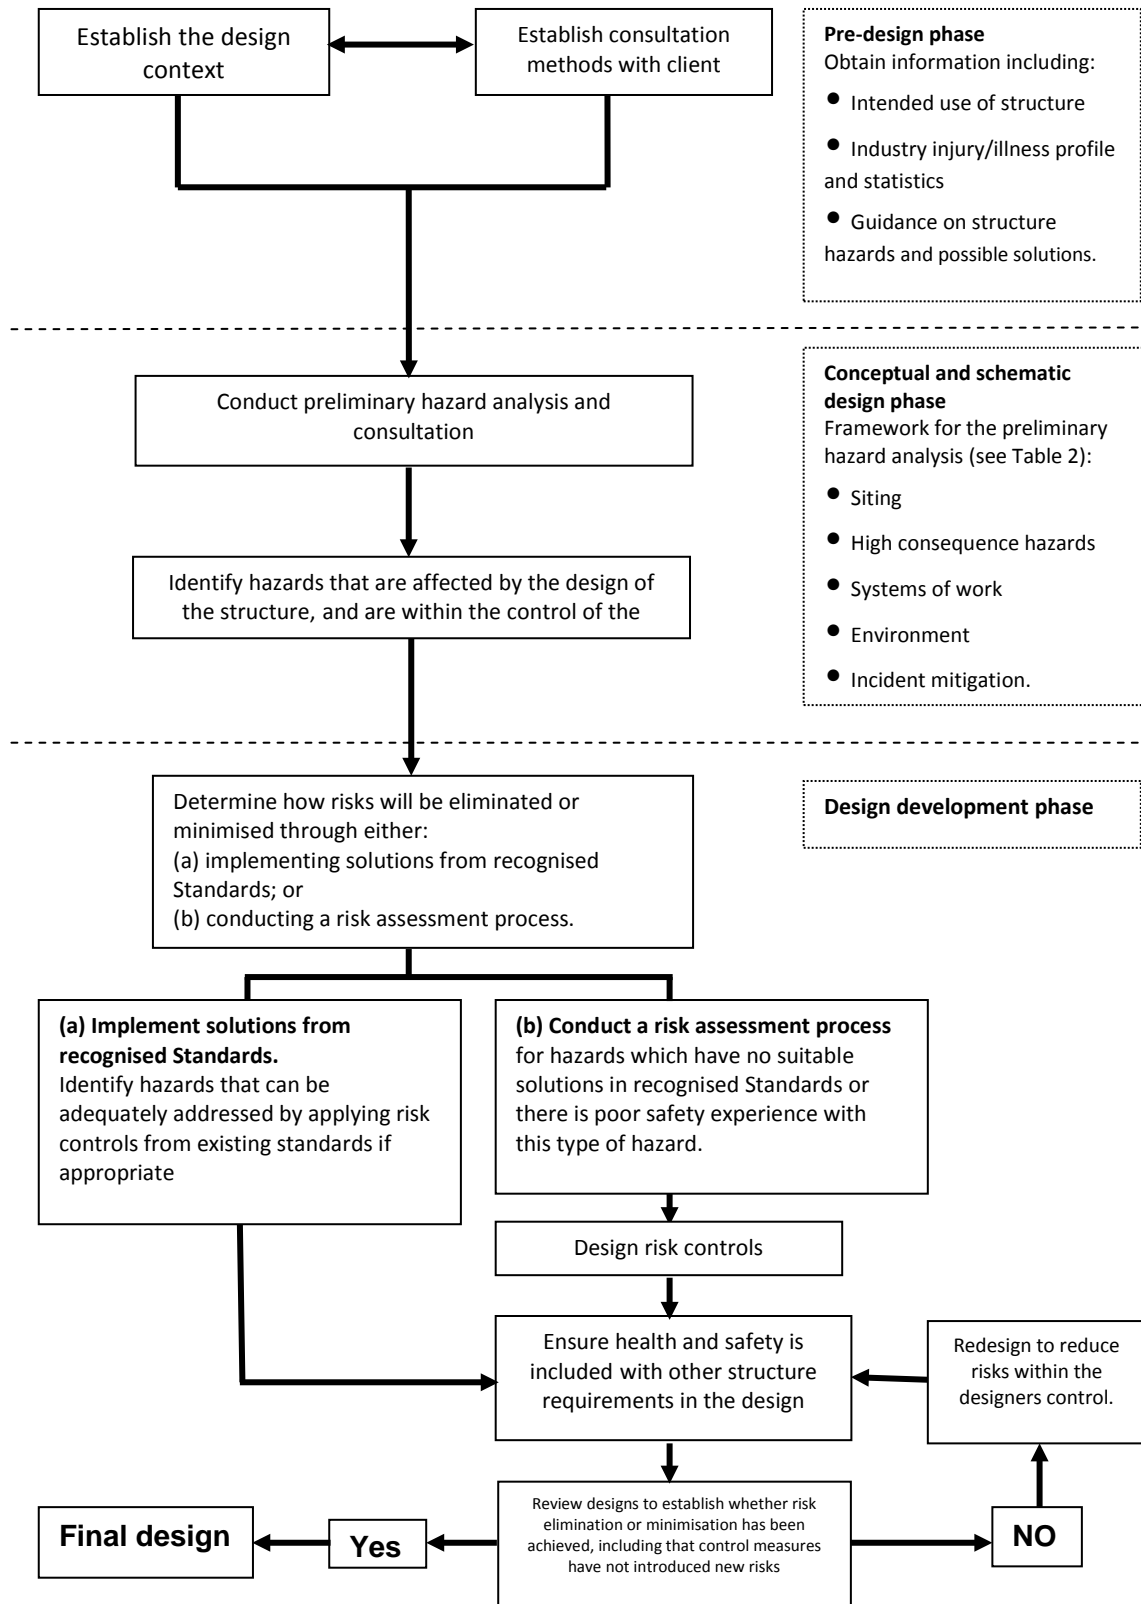 Establish the design
context
Establish consultation
methods with client
Pre-design phase
Obtain information including:
● Intended use of structure
● Industry injury/illness profile
and statistics
● Guidance on structure
hazards and possible solutions.
Conduct preliminary hazard analysis and
consultation
Identify hazards that are affected by the design of
the structure, and are within the control of the
Conceptual and schematic
design phase
Framework for the preliminary
hazard analysis (see Table 2):
● Siting
● High consequence hazards
● Systems of work
● Environment
● Incident mitigation.
Determine how risks will be eliminated or
minimised through either:
(a) implementing solutions from recognised
Standards; or
(b) conducting a risk assessment process.
Design development phase
(a) Implement solutions from
recognised Standards.
Identify hazards that can be
adequately addressed by applying risk
controls from existing standards if
appropriate
(b) Conduct a risk assessment process
for hazards which have no suitable
solutions in recognised Standards or
there is poor safety experience with
this type of hazard.
Design risk controls
Ensure health and safety is
included with other structure
requirements in the design
Redesign to reduce
risks within the
designers control.
Review designs to establish whether risk
elimination or minimisation has been
achieved, including that control measures
have not introduced new risks
Final design
Yes
NO